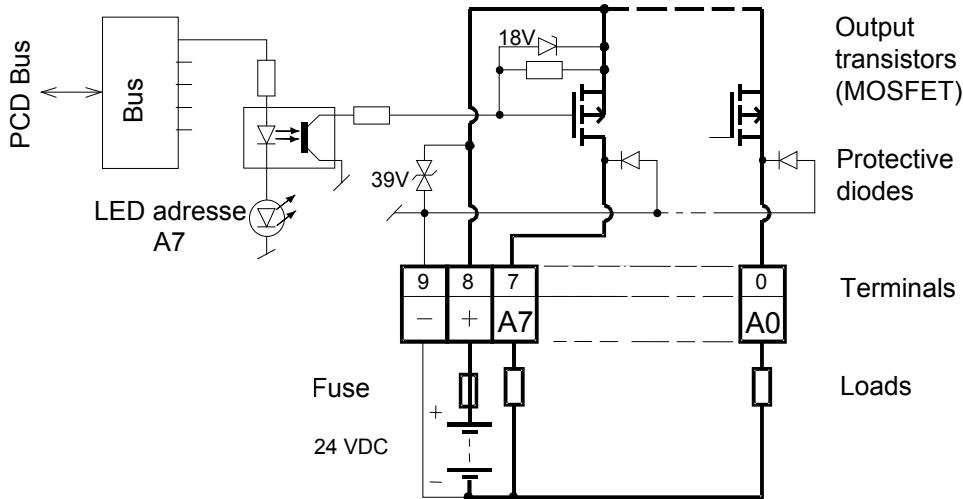 PCD Bus
Bus
18V
Output
transistors
(MOSFET)
39V
Protective
diodes
LED adresse
A7
9 8 7 0
− + A7 A0
Terminals
Fuse
Loads
+
24 VDC
−